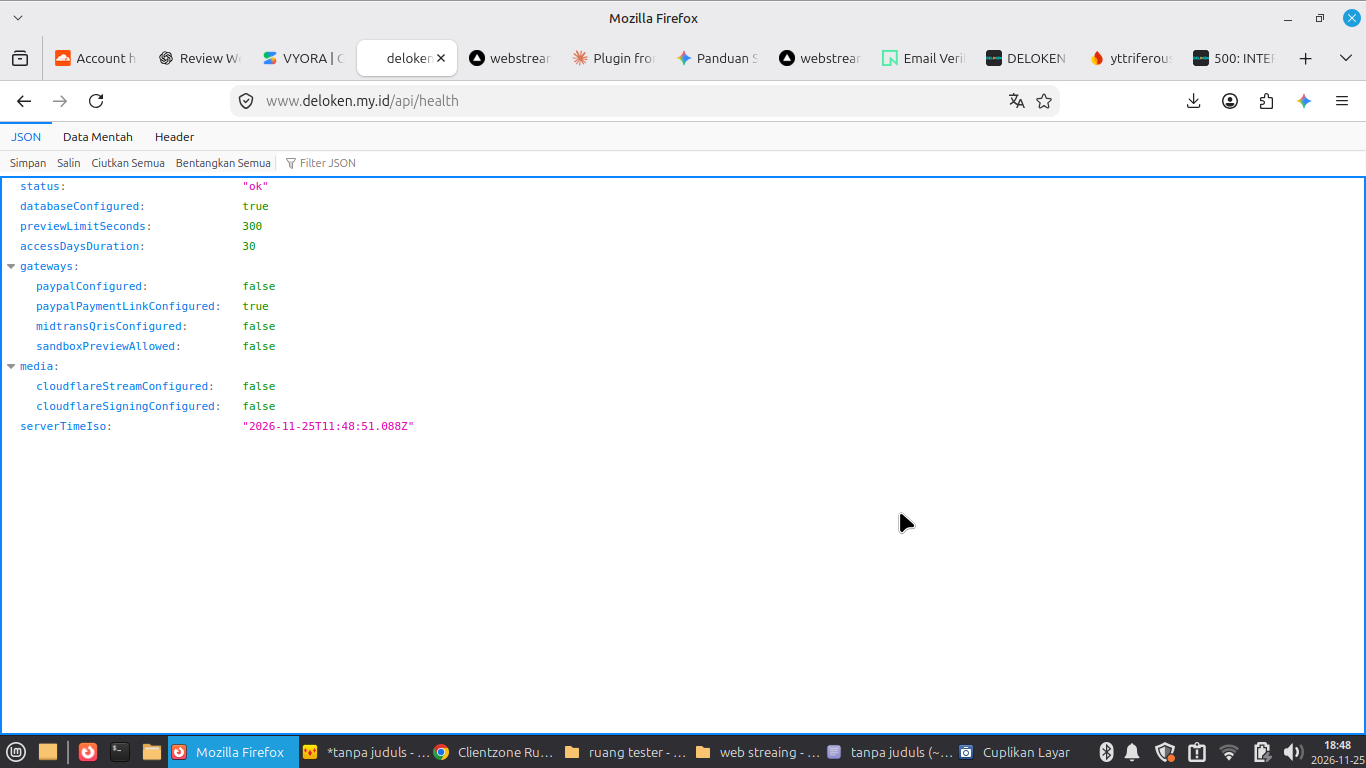 Mozilla Firefox
Account h
Review W
VYORA | C
deloken
webstrear
Plugin fro
Panduan S
webstrear
Email Veri
DELOKEN
yttriferou
500: INTE
www.deloken.my.id/api/health
JSON Data Mentah Header
Simpan Salin Ciutkan Semua Bentangkan Semua Filter JSON
status: "ok"
databaseConfigured: true
previewLimitSeconds: 300
accessDaysDuration: 30
gateways:
paypalConfigured: false
paypalPaymentLinkConfigured: true
midtransQrisConfigured: false
sandboxPreviewAllowed: false
media:
cloudflareStreamConfigured: false
cloudflareSigningConfigured: false
serverTimeIso: "2026-11-25T11:48:51.088Z"
Mozilla Firefox
*tanpa juduls - ...
Clientzone Ru...
ruang tester - ...
web streaing - ...
tanpa juduls (~...
Cuplikan Layar
18:48
2026-11-25